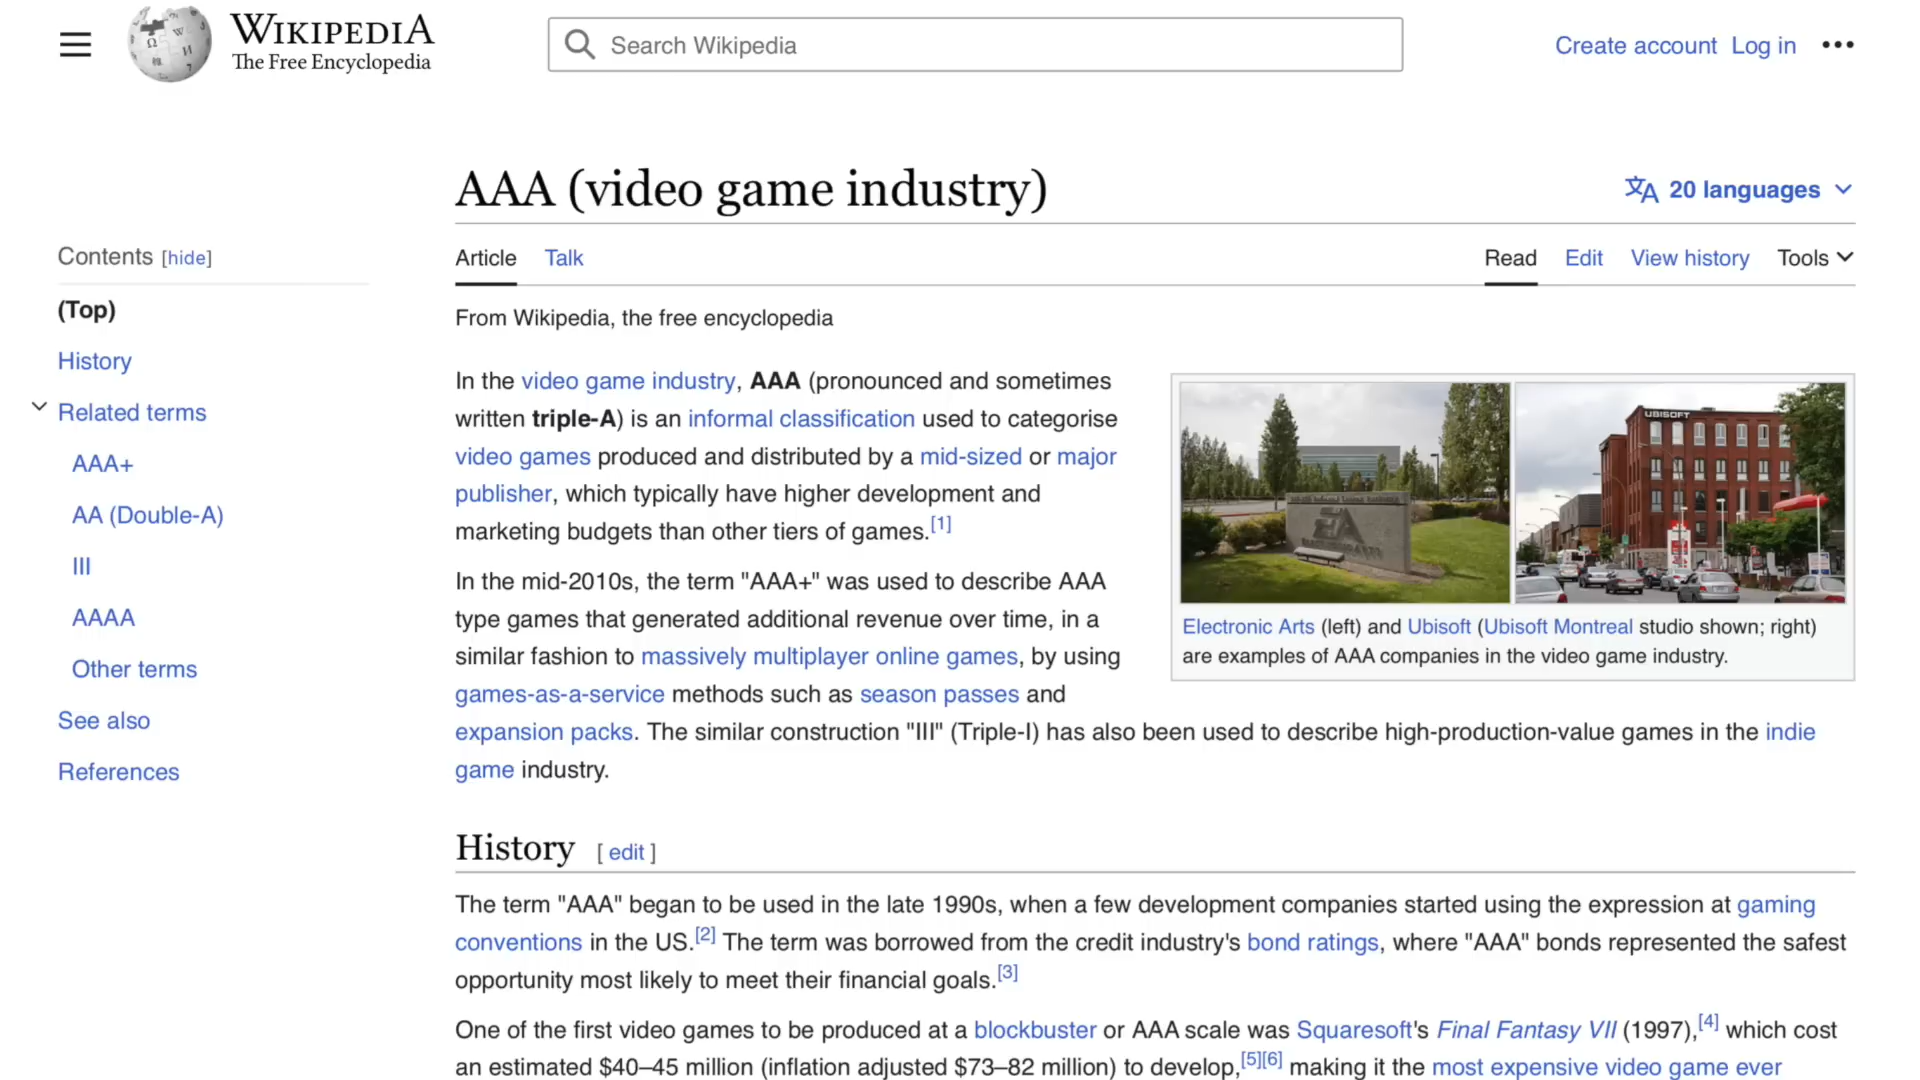 WIKIPEDIA
The Free Encyclopedia
Search Wikipedia
Create account Log in
AAA (video game industry)
20 languages
Contents [hide]
(Top)
History
Related terms
AAA+
AA (Double-A)
III
AAAA
Other terms
See also
References
Article Talk
Read Edit View history Tools
From Wikipedia, the free encyclopedia
In the video game industry, AAA (pronounced and sometimes
written triple-A) is an informal classification used to categorise
video games produced and distributed by a mid-sized or major
publisher, which typically have higher development and
marketing budgets than other tiers of games.[1]
In the mid-2010s, the term "AAA+" was used to describe AAA
type games that generated additional revenue over time, in a
similar fashion to massively multiplayer online games, by using
games-as-a-service methods such as season passes and
expansion packs. The similar construction "III" (Triple-I) has also been used to describe high-production-value games in the indie
game industry.
EA
UBISOFT
Electronic Arts (left) and Ubisoft (Ubisoft Montreal studio shown; right)
are examples of AAA companies in the video game industry.
History [ edit ]
The term "AAA" began to be used in the late 1990s, when a few development companies started using the expression at gaming
conventions in the US.[2] The term was borrowed from the credit industry's bond ratings, where "AAA" bonds represented the safest
opportunity most likely to meet their financial goals.[3]
One of the first video games to be produced at a blockbuster or AAA scale was Squaresoft's Final Fantasy VII (1997),[4] which cost
an estimated $40–45 million (inflation adjusted $73–82 million) to develop,[5][6] making it the most expensive video game ever